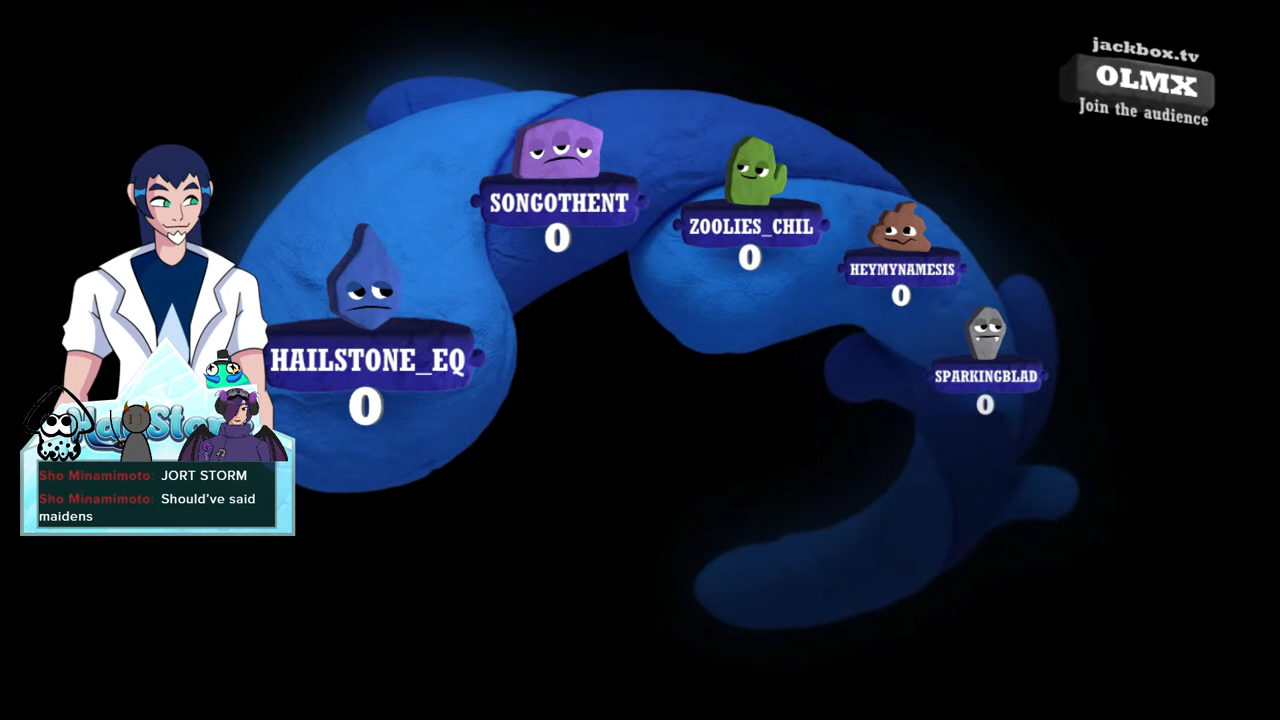 jackbox.tv
OLMX
Join the audience
SONGOTHENT
0
ZOOLIES_CHIL
0
HEYMYNAMESIS
0
HAILSTONE_EQ
0
SPARKINGBLAD
0
Sho Minamimoto: JORT STORM
Sho Minamimoto: Should've said
maidens